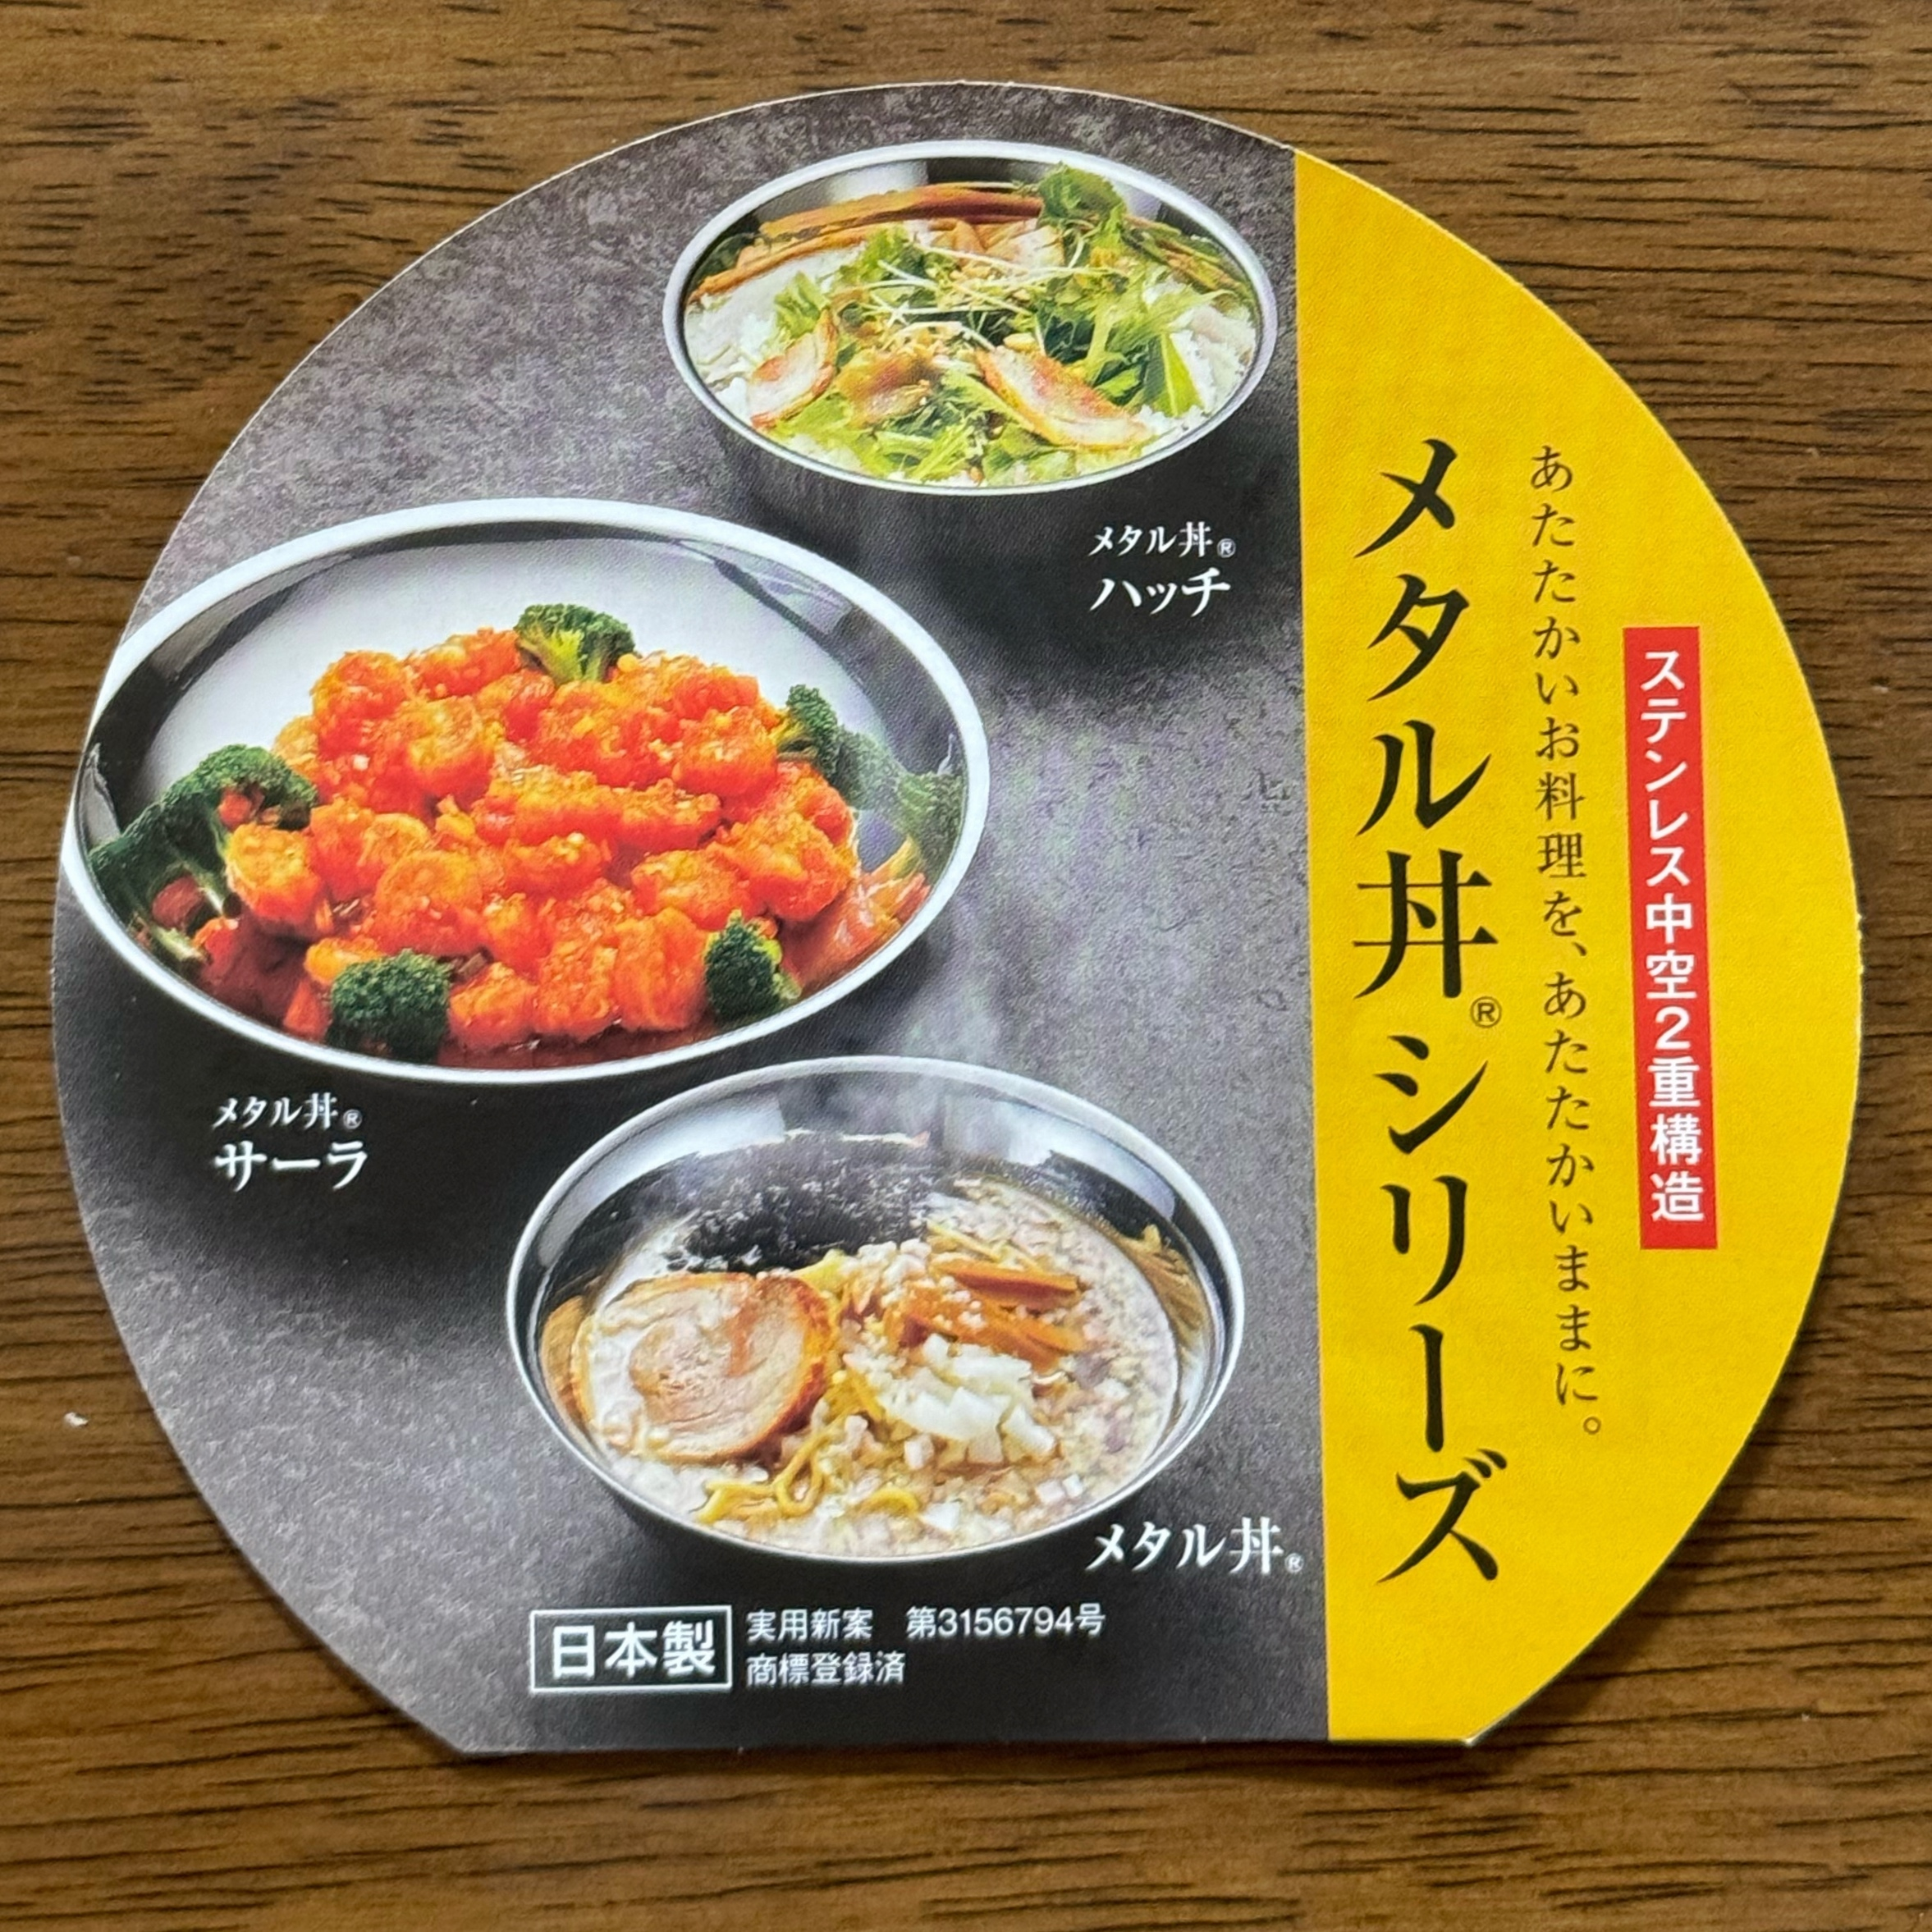 ステンレス中空2重構造
あたたかいお料理を、あたたかいままに。
メタル丼®シリーズ
メタル丼®
ハッチ
メタル丼®
サーラ
メタル丼®
日本製
実用新案　第3156794号
商標登録済